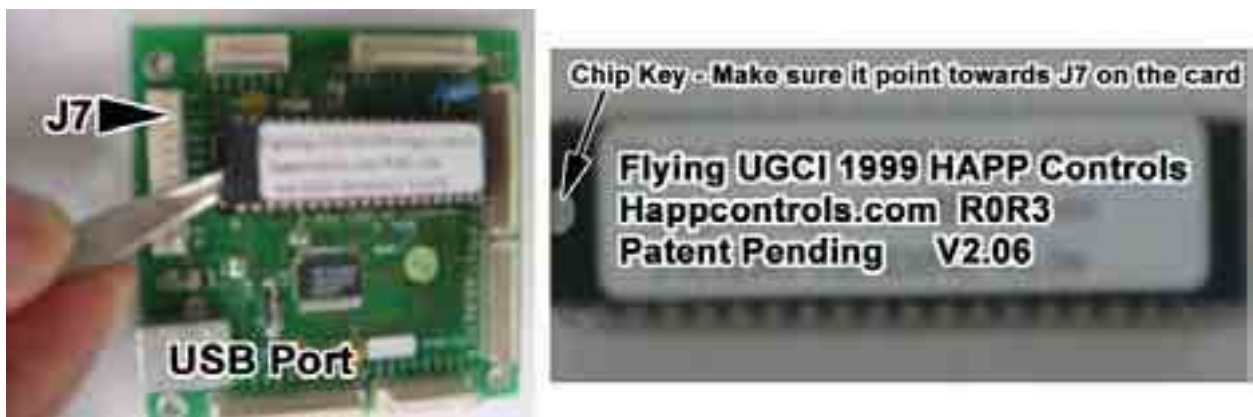 J7
USB Port
Chip Key - Make sure it point towards J7 on the card
Flying UGCI 1999 HAPP Controls
Happcontrols.com R0R3
Patent Pending V2.06